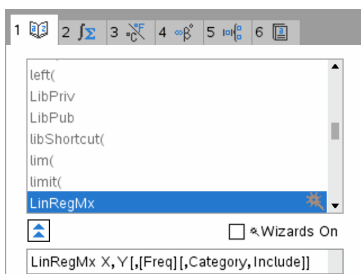 1 2 ∫Σ 3 °C°F 4 ∞β° 5 6
left(
LibPriv
LibPub
libShortcut(
lim(
limit(
LinRegMx
Wizards On
LinRegMx X,Y[,[Freq][,Category,Include]]